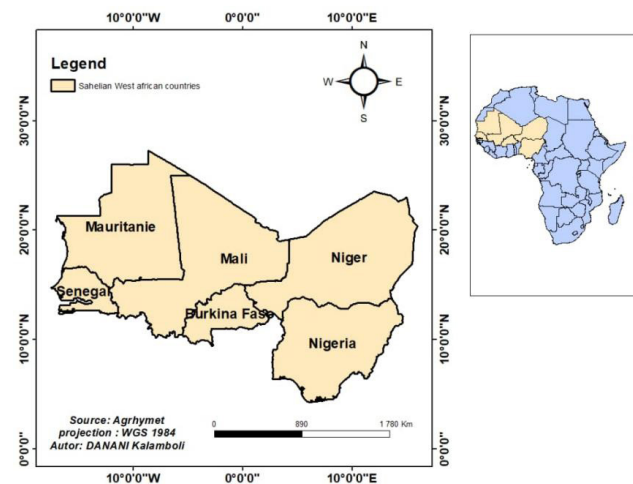 10°0'0"W 0°0'0" 10°0'0"E
Legend
Sahelian West african countries
N
W E
S
30°0'0"N 30°0'0"N
20°0'0"N 20°0'0"N
10°0'0"N 10°0'0"N
0°0'0" 0°0'0"
Mauritanie
Mali
Niger
Senegal
Burkina Faso
Nigeria
Source: Agrhymet
projection : WGS 1984
Autor: DANANI Kalamboli
0 890 1 780 Km
10°0'0"W 0°0'0" 10°0'0"E